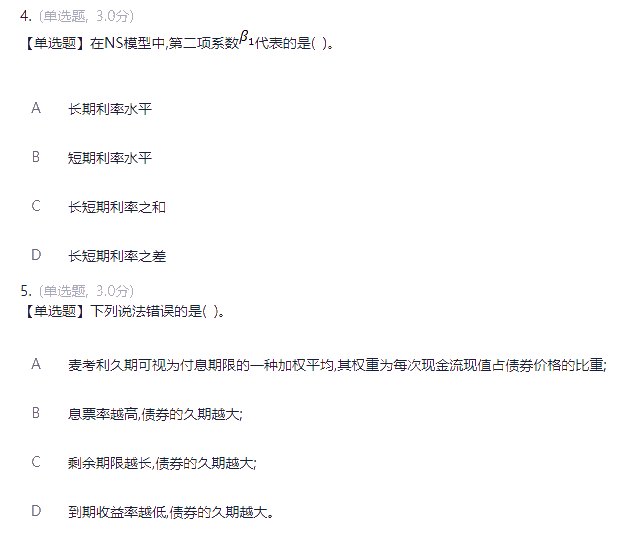 4. (单选题, 3.0分)
【单选题】在NS模型中,第二项系数β₁代表的是( )。
A 长期利率水平
B 短期利率水平
C 长短期利率之和
D 长短期利率之差
5. (单选题, 3.0分)
【单选题】下列说法错误的是( )。
A 麦考利久期可视为付息期限的一种加权平均,其权重为每次现金流现值占债券价格的比重;
B 息票率越高,债券的久期越大;
C 剩余期限越长,债券的久期越大;
D 到期收益率越低,债券的久期越大。